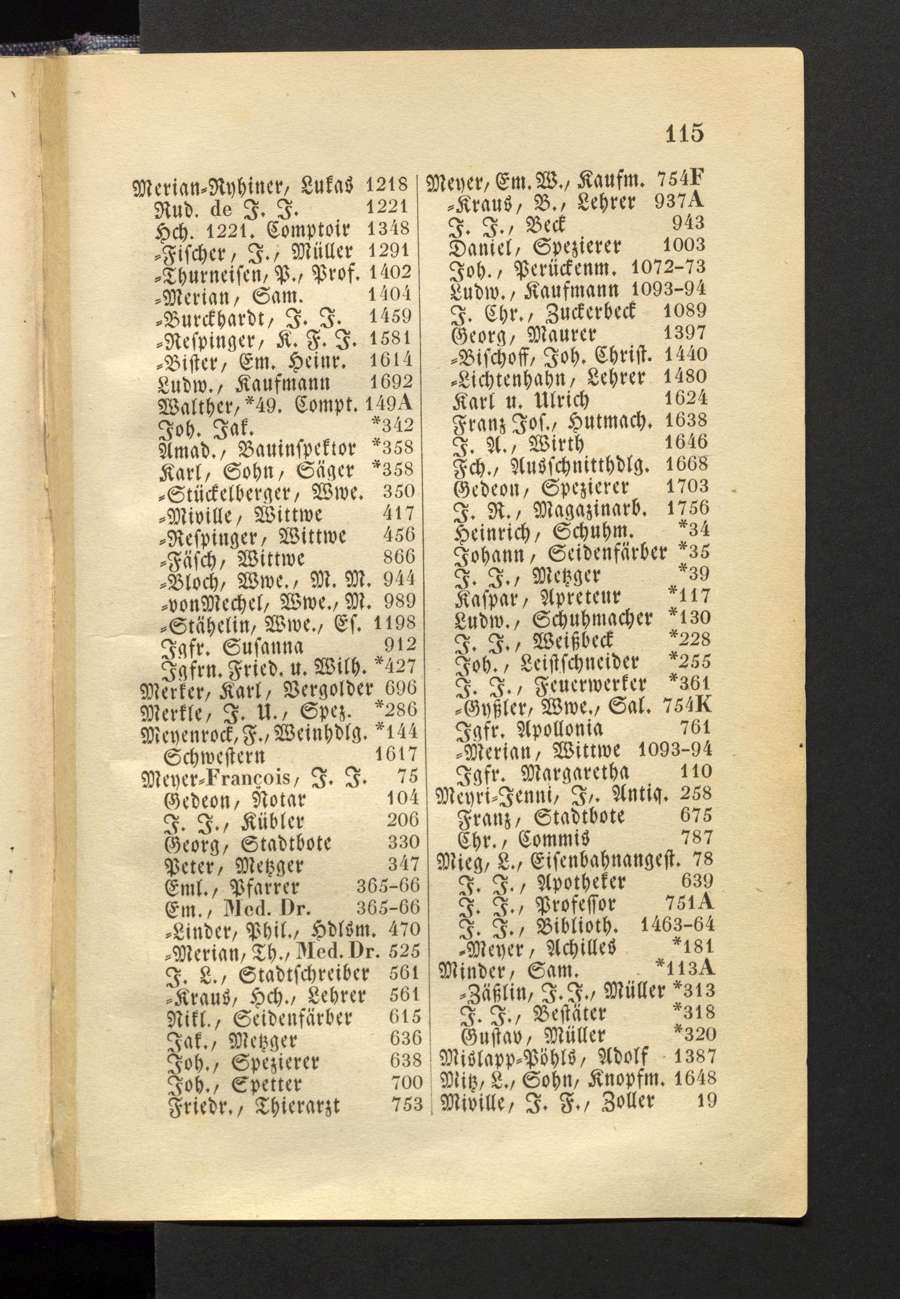 115
Merian-Ryhiner, Lukas 1218
Rud. de J. J. 1221
Hch. 1221. Comptoir 1348
-Fischer, J., Müller 1291
-Thurneisen, P., Prof. 1402
-Merian, Sam. 1404
-Burckhardt, J. J. 1459
-Respinger, K. F. J. 1581
-Bister, Em. Heinr. 1614
Ludw., Kaufmann 1692
Walther, *49. Compt. 149A
Joh. Jak. *342
Amad., Bauinspektor *358
Karl, Sohn, Säger *358
-Stückelberger, Wwe. 350
-Miville, Wittwe 417
-Respinger, Wittwe 456
-Fäsch, Wittwe 866
-Bloch, Wwe., M. M. 944
-vonMechel, Wwe., M. 989
-Stähelin, Wwe., Es. 1198
Jgfr. Susanna 912
Jgfrn. Fried. u. Wilh. *427
Merker, Karl, Vergolder 696
Merkle, J. U., Spez. *286
Meyenrock, F., Weinhdlg. *144
Schwestern 1617
Meyer-François, J. J. 75
Gedeon, Notar 104
J. J., Kübler 206
Georg, Stadtbote 330
Peter, Metzger 347
Eml., Pfarrer 365-66
Em., Med. Dr. 365-66
-Linder, Phil., Hdlsm. 470
-Merian, Th., Med. Dr. 525
J. L., Stadtschreiber 561
-Kraus, Hch., Lehrer 561
Nikl., Seidenfärber 615
Jak., Metzger 636
Joh., Spezierer 638
Joh., Spetter 700
Friedr., Thierarzt 753
Meyer, Em. W., Kaufm. 754F
-Kraus, B., Lehrer 937A
J. J., Beck 943
Daniel, Spezierer 1003
Joh., Perückenm. 1072-73
Ludw., Kaufmann 1093-94
J. Chr., Zuckerbeck 1089
Georg, Maurer 1397
-Bischoff, Joh. Christ. 1440
-Lichtenhahn, Lehrer 1480
Karl u. Ulrich 1624
Franz Jos., Hutmach. 1638
J. A., Wirth 1646
Fch., Ausschnitthdlg. 1668
Gedeon, Spezierer 1703
J. R., Magazinarb. 1756
Heinrich, Schuhm. *34
Johann, Seidenfärber *35
J. J., Metzger *39
Kaspar, Apreteur *117
Ludw., Schuhmacher *130
J. J., Weißbeck *228
Joh., Leistschneider *255
J. J., Feuerwerker *361
-Gyßler, Wwe., Sal. 754K
Jgfr. Apollonia 761
-Merian, Wittwe 1093-94
Jgfr. Margaretha 110
Meyri-Jenni, J,. Antiq. 258
Franz, Stadtbote 675
Chr., Commis 787
Mieg, L., Eisenbahnangest. 78
J. J., Apotheker 639
J. J., Professor 751A
J. J., Biblioth. 1463-64
-Meyer, Achilles *181
Minder, Sam. *113A
-Zäßlin, J. J., Müller *313
J. J., Bestäter *318
Gustav, Müller *320
Mislapp-Pöhls, Adolf 1387
Mitz, L., Sohn, Knopfm. 1648
Miville, J. F., Zoller 19